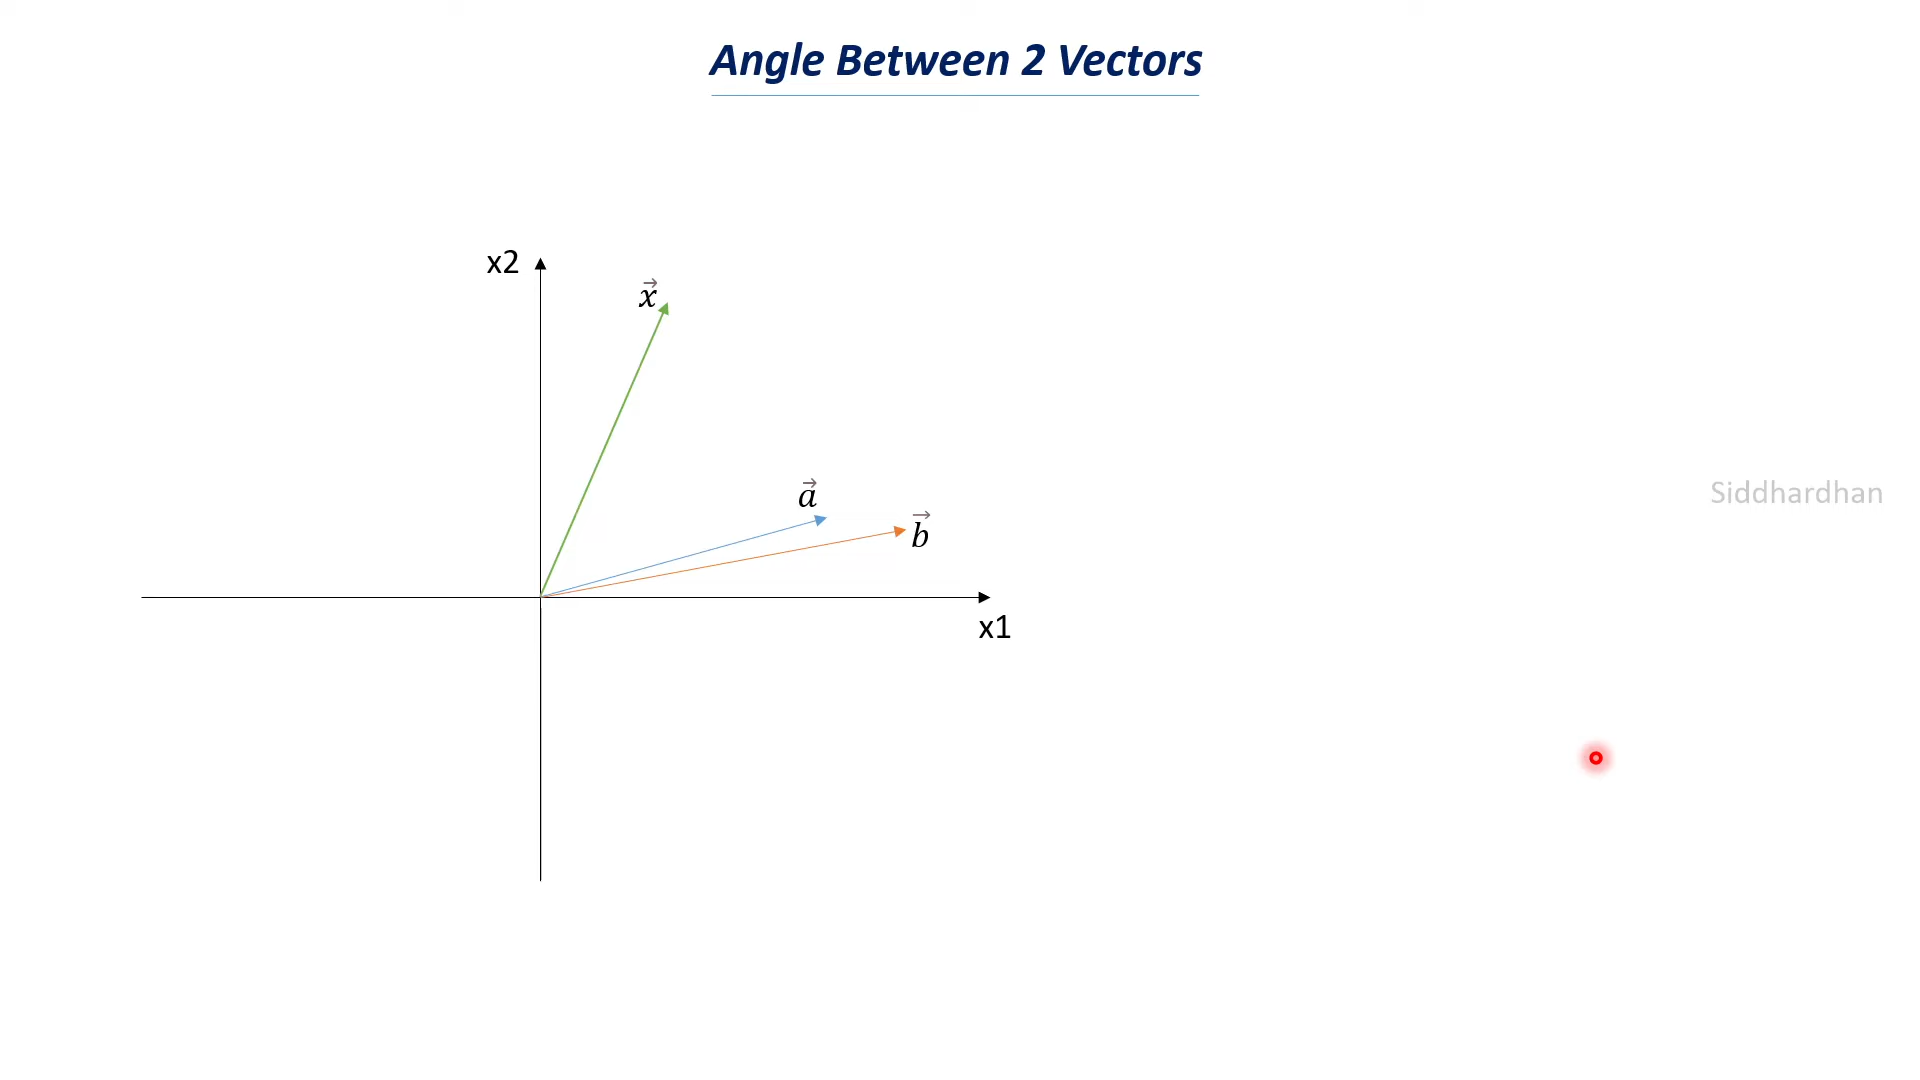 Angle Between 2 Vectors
x2
x⃗
a⃗
Siddhardhan
b⃗
x1